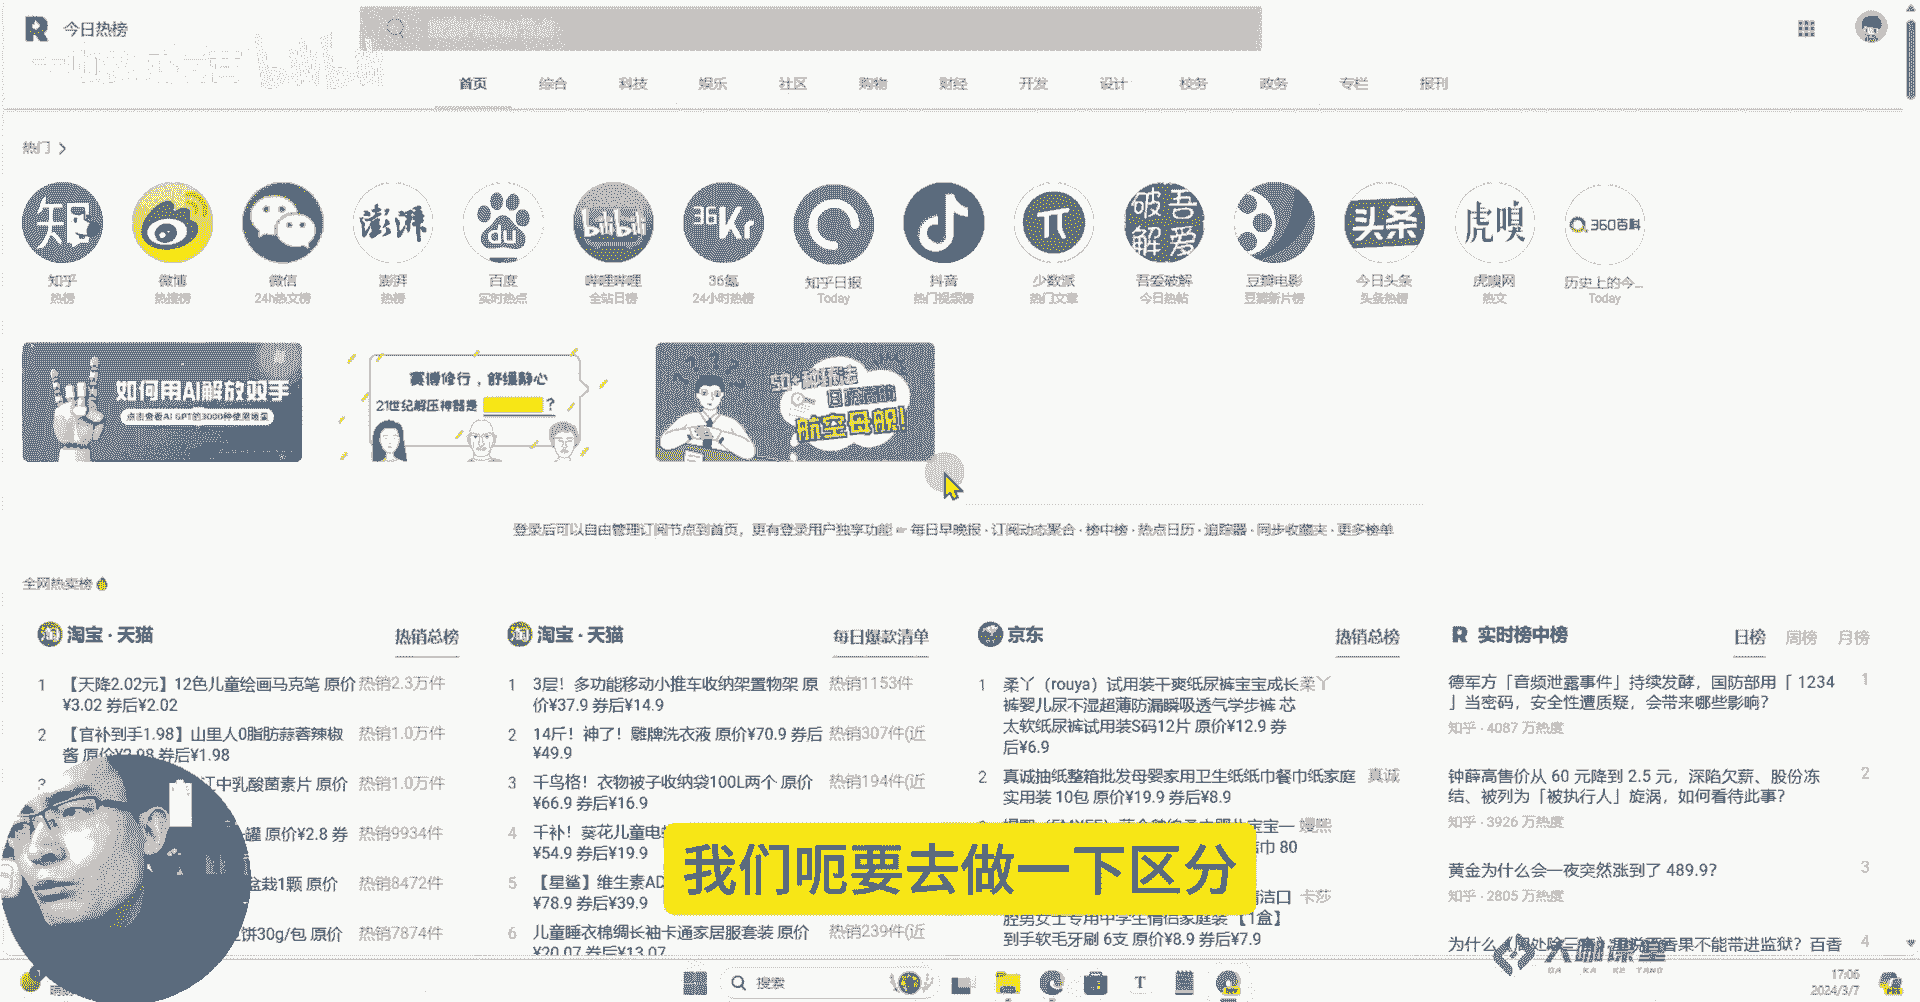 今日热榜
bilibili
首页 综合 科技 娱乐 社区 购物 财经 开发 设计 校务 政务 专栏 报刊
热门
知
澎湃
du
bilibili
36Kr
π
吾爱破解
头条
虎嗅
360百科
知乎 微博 微信 澎湃 百度 哔哩哔哩 36氪 知乎日报 抖音 少数派 吾爱破解 豆瓣电影 今日头条 虎嗅网 历史上的今...
热榜 热搜榜 24h热文榜 热榜 实时热点 全站日榜 24小时热榜 Today 热门视频榜 热门文章 今日热帖 豆瓣新片榜 头条热榜 热文 Today
如何用AI解放双手
点击查看AI GPT的3000种使用场景
赛博修行，舒缓静心
21世纪解压神器是 ？
50+种玩法
航空母舰!
登录后可以自由管理订阅节点到首页，更有登录用户独享功能 每日早晚报 · 订阅动态聚合 · 榜中榜 · 热点日历 · 追踪器 · 同步收藏夹 · 更多榜单
全网热卖榜
淘宝 · 天猫 热销总榜
1 【天降2.02元】12色儿童绘画马克笔 原价 热销2.3万件
¥3.02 券后¥2.02
2 【官补到手1.98】山里人0脂肪蒜蓉辣椒 热销1.0万件
酱 原价¥3.98 券后¥1.98
3 江中乳酸菌素片 原价 热销1.0万件
罐 原价¥2.8 券 热销9934件
盆栽1颗 原价 热销8472件
饼30g/包 原价 热销7874件
淘宝 · 天猫 每日爆款清单
1 3层！多功能移动小推车收纳架置物架 原 热销1153件
价¥37.9 券后¥14.9
2 14斤！神了！雕牌洗衣液 原价¥70.9 券后 热销307件(近
¥49.9
3 千鸟格！衣物被子收纳袋100L两个 原价 热销194件(近
¥66.9 券后¥16.9
4 千补！葵花儿童电
¥54.9 券后¥19.9
5 【星鲨】维生素AD
¥78.9 券后¥39.9
6 儿童睡衣棉绸长袖卡通家居服套装 原价 热销239件(近
¥20.07 券后¥13.07
京东 热销总榜
1 柔丫（rouya）试用装干爽纸尿裤宝宝成长 柔丫
裤婴儿尿不湿超薄防漏瞬吸透气学步裤 芯
太软纸尿裤试用装S码12片 原价¥12.9 券
后¥6.9
2 真诚抽纸整箱批发母婴家用卫生纸纸巾餐巾纸家庭 真诚
实用装 10包 原价¥19.9 券后¥8.9
宝宝一 嫚熙
巾 80
清洁口 卡莎
腔男女士专用中学生情侣家庭装 【1盒】
到手软毛牙刷 6支 原价¥8.9 券后¥7.9
实时榜中榜 日榜 周榜 月榜
德军方「音频泄露事件」持续发酵，国防部用「 1234 1
」当密码，安全性遭质疑，会带来哪些影响？
知乎 · 4087 万热度
钟薛高售价从 60 元降到 2.5 元，深陷欠薪、股份冻 2
结、被列为「被执行人」旋涡，如何看待此事？
知乎 · 3926 万热度
黄金为什么会一夜突然涨到了 489.9？ 3
知乎 · 2805 万热度
为什么《周处除三害》里说百香果不能带进监狱？百香 4
我们呃要去做一下区分
大咖课堂
DA KA KE TANG
搜索
T
17:06
2024/3/7